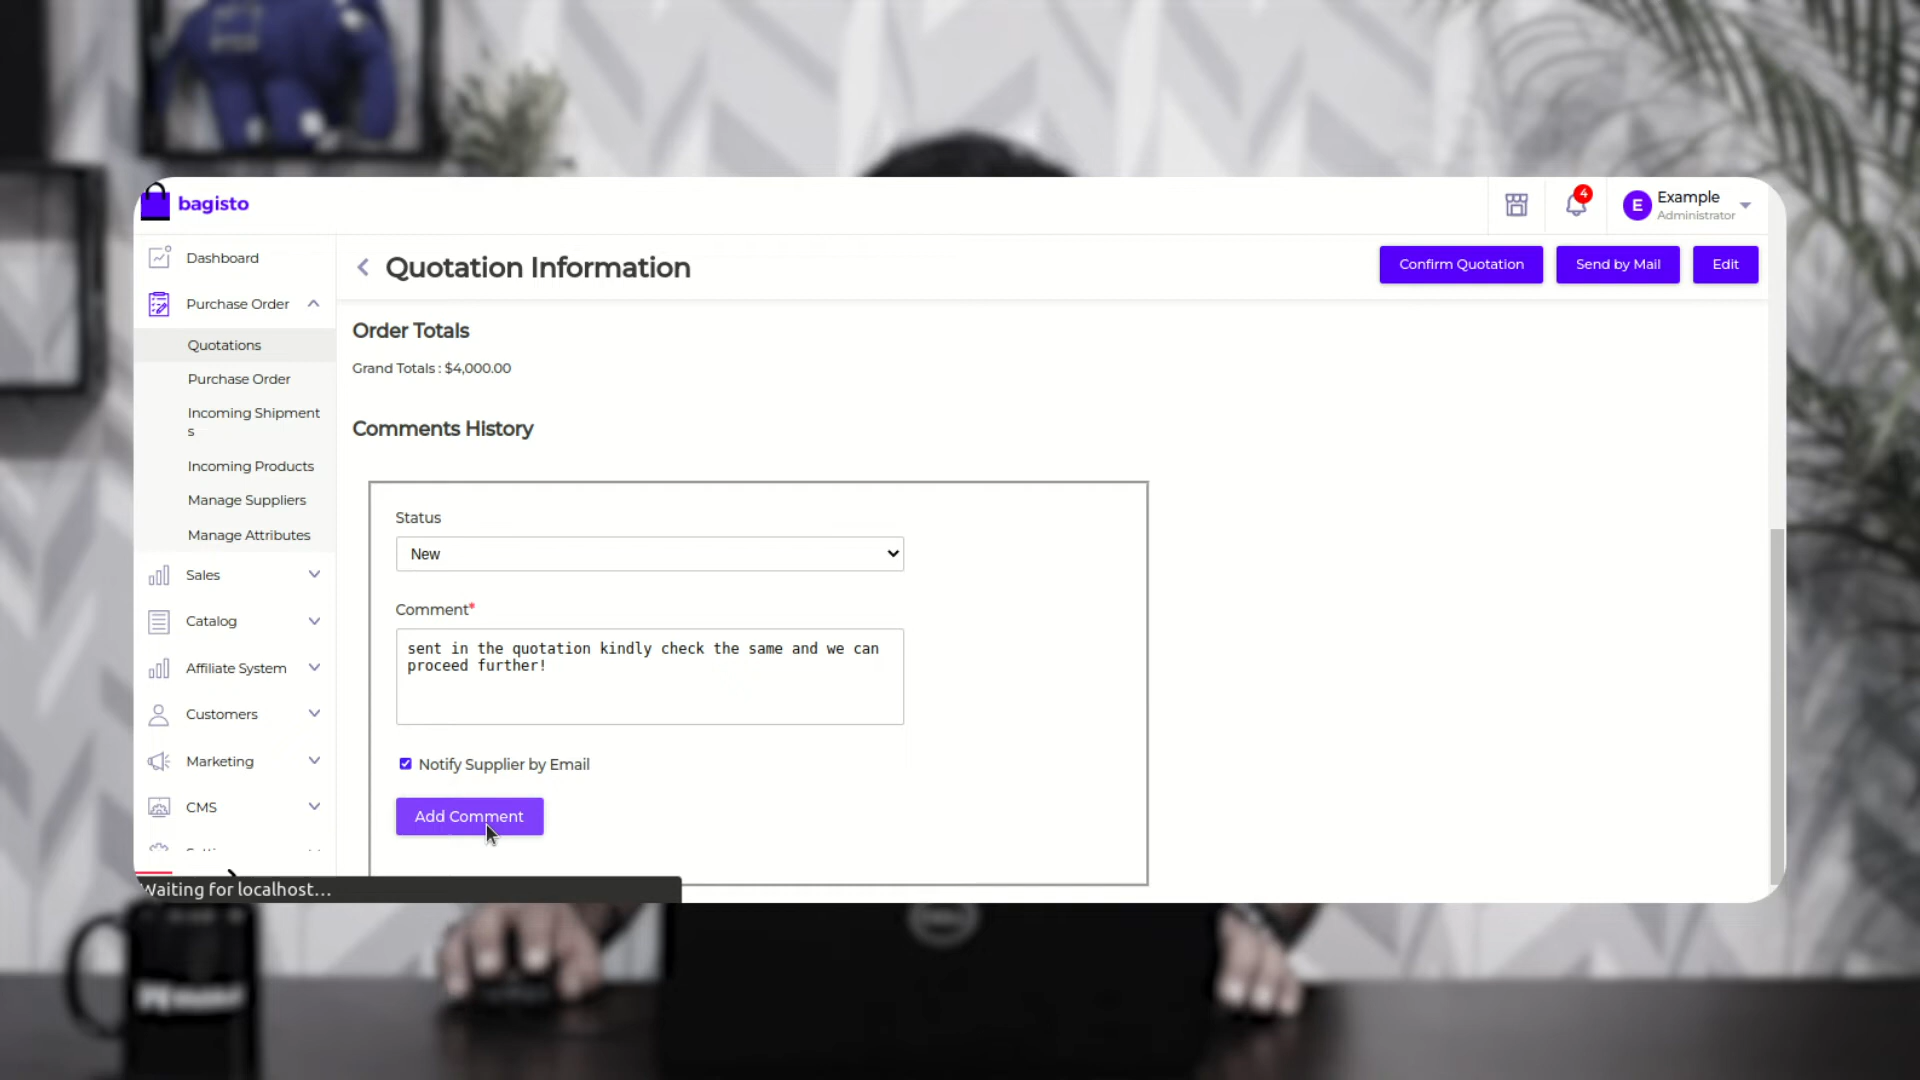 bagisto
4
E
Example
Administrator
Dashboard
Purchase Order
Quotations
Purchase Order
Incoming Shipment
s
Incoming Products
Manage Suppliers
Manage Attributes
Sales
Catalog
Affiliate System
Customers
Marketing
CMS
Quotation Information
Confirm Quotation
Send by Mail
Edit
Order Totals
Grand Totals : $4,000.00
Comments History
Status
New
Comment*
sent in the quotation kindly check the same and we can
proceed further!
Notify Supplier by Email
Add Comment
Waiting for localhost...